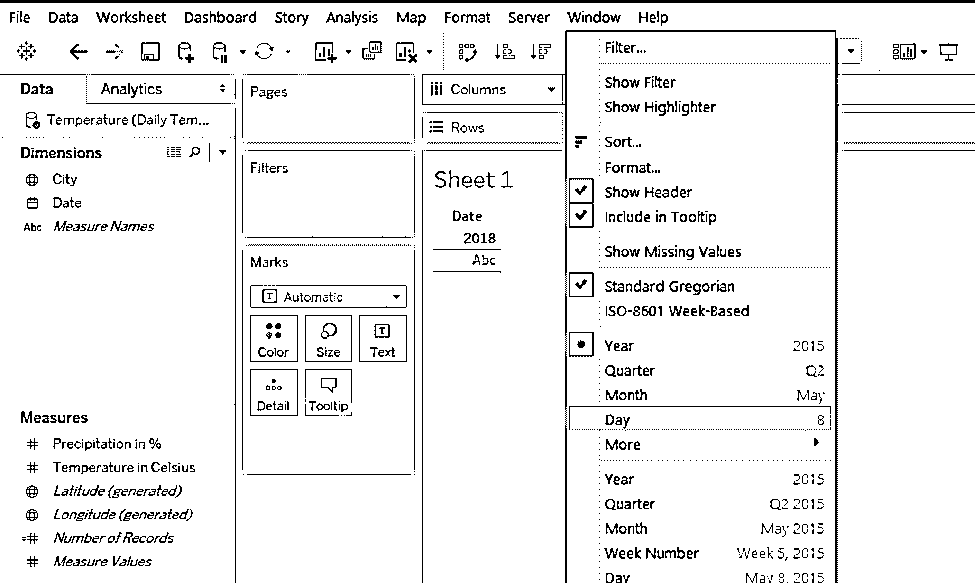 File Data Worksheet Dashboard Story Analysis Map Format Server Window Help
Data Analytics
Temperature (Daily Tem...
Dimensions
City
Date
Abc Measure Names
Measures
# Precipitation in %
# Temperature in Celsius
Latitude (generated)
Longitude (generated)
=# Number of Records
# Measure Values
Pages
Filters
Marks
T Automatic
Color Size Text
Detail Tooltip
Columns
Rows
Sheet 1
Date
2018
Abc
Filter...
Show Filter
Show Highlighter
Sort...
Format...
Show Header
Include in Tooltip
Show Missing Values
Standard Gregorian
ISO-8601 Week-Based
Year 2015
Quarter Q2
Month May
Day 8
More
Year 2015
Quarter Q2 2015
Month May 2015
Week Number Week 5, 2015
Day May 8, 2015